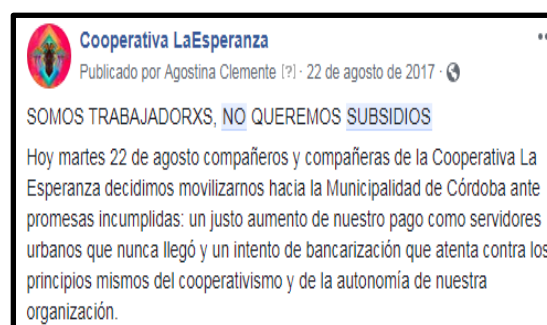 Cooperativa LaEsperanza
Publicado por Agostina Clemente [?] · 22 de agosto de 2017 ·
SOMOS TRABAJADORXS, NO QUEREMOS SUBSIDIOS
Hoy martes 22 de agosto compañeros y compañeras de la Cooperativa La
Esperanza decidimos movilizarnos hacia la Municipalidad de Córdoba ante
promesas incumplidas: un justo aumento de nuestro pago como servidores
urbanos que nunca llegó y un intento de bancarización que atenta contra los
principios mismos del cooperativismo y de la autonomía de nuestra
organización.